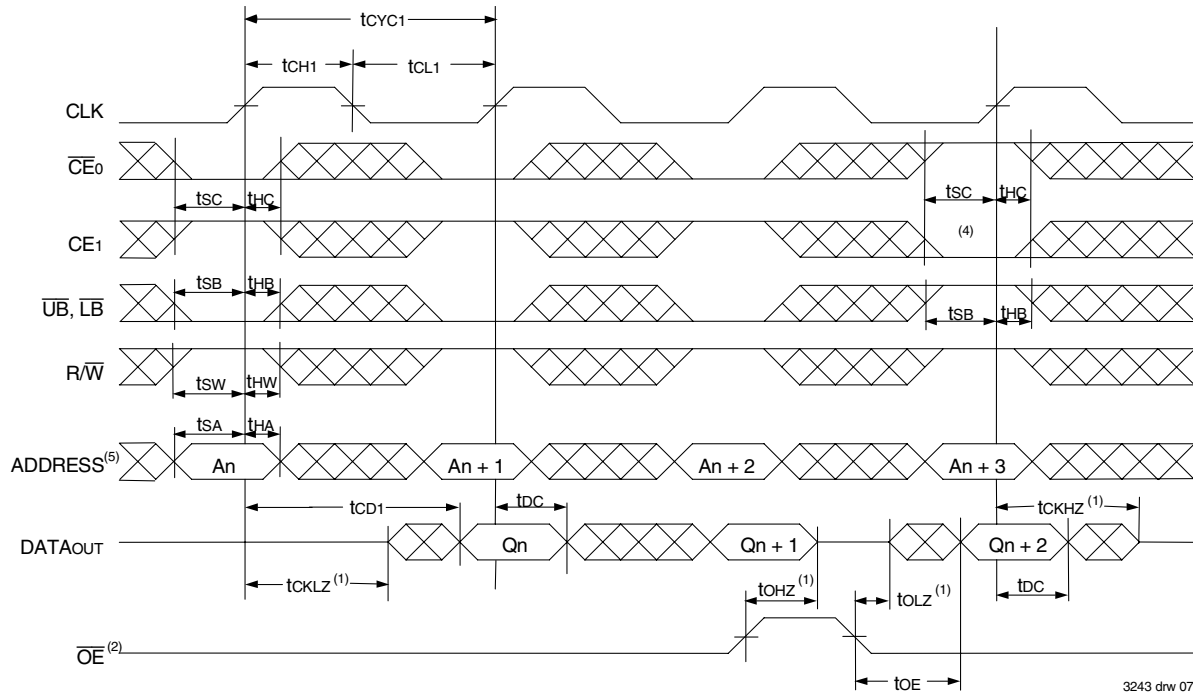 tCYC1
tCH1 tCL1
CLK
CE0
tSC tHC tSC tHC
CE1 (4)
tSB tHB
UB, LB
tSB tHB
R/W
tSW tHW
tSA tHA
ADDRESS(5) An An + 1 An + 2 An + 3
tCD1 tDC tCKHZ (1)
DATAOUT Qn Qn + 1 Qn + 2
tCKLZ (1) tOHZ (1) tOLZ (1) tDC
OE (2)
tOE
3243 drw 07